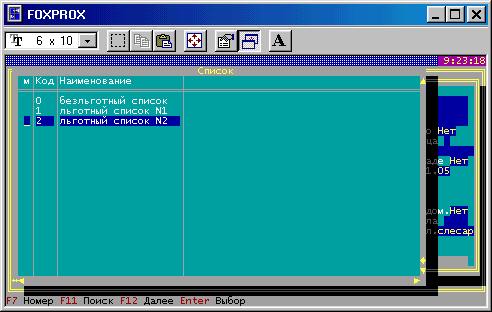 FOXPROX
6 x 10
A
9:23:18
Список
м Код Наименование
0 безльготный список
1 льготный список N1
2 льготный список N2
Нет
Нет
.05
дом.Нет
л.слесар
F7 Номер F11 Поиск F12 Далее Enter Выбор